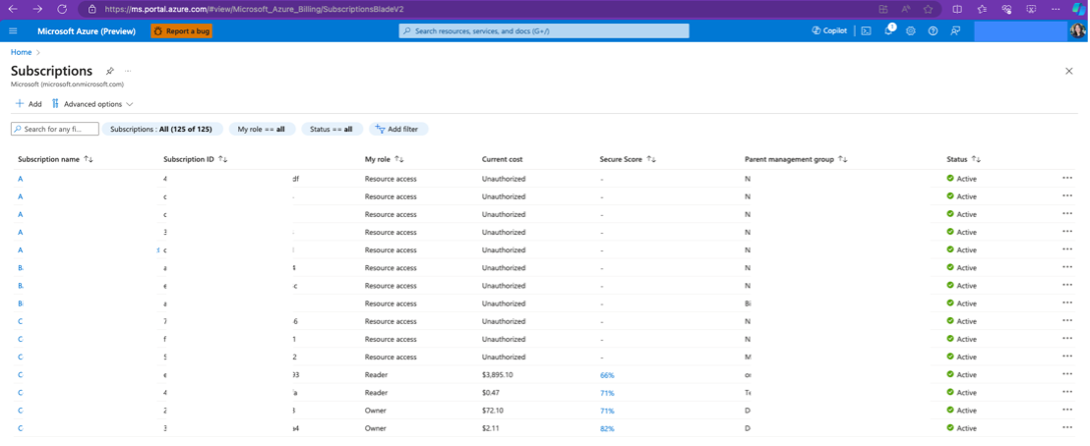 https://ms.portal.azure.com/#view/Microsoft_Azure_Billing/SubscriptionsBladeV2
Microsoft Azure (Preview) Report a bug Search resources, services, and docs (G+/) Copilot 1
Home >
Subscriptions ...
Microsoft (microsoft.onmicrosoft.com)
+ Add Advanced options
Search for any fi... Subscriptions : All (125 of 125) My role == all Status == all Add filter
Subscription name ↑↓ Subscription ID ↑↓ My role ↑↓ Current cost Secure Score ↑↓ Parent management group ↑↓ Status ↑↓
A 4 df Resource access Unauthorized - N Active ...
A c Resource access Unauthorized - N Active ...
A c Resource access Unauthorized - N Active ...
A 3 Resource access Unauthorized - N Active ...
A c Resource access Unauthorized - N Active ...
B a 4 Resource access Unauthorized - N Active ...
B e c Resource access Unauthorized - N Active ...
B a Resource access Unauthorized - Bi Active ...
C 7 6 Resource access Unauthorized - N Active ...
C f 1 Resource access Unauthorized - N Active ...
C 5 2 Resource access Unauthorized - M Active ...
C e 93 Reader $3,895.10 66% Active ...
C 4 Reader $0.47 71% Te Active ...
C 2 Owner $72.10 71% D Active ...
C 3 a4 Owner $2.11 82% D Active ...